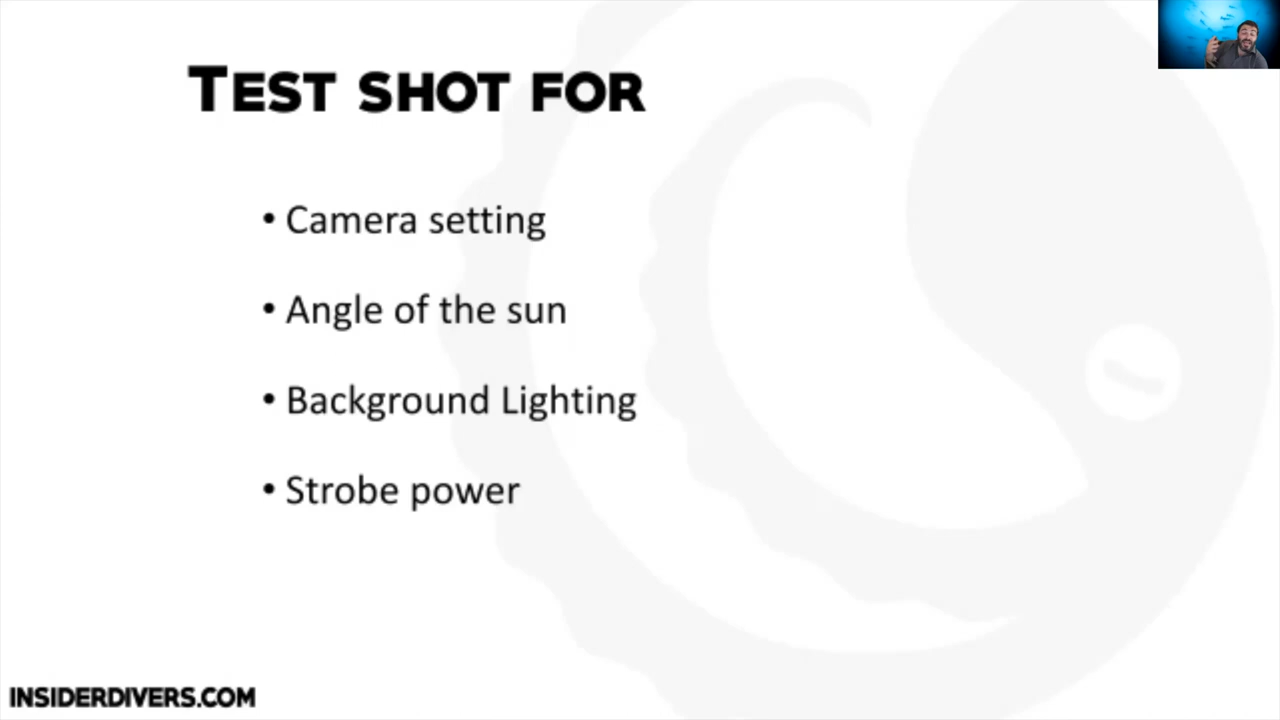 TEST SHOT FOR
• Camera setting
• Angle of the sun
• Background Lighting
• Strobe power
INSIDERDIVERS.COM